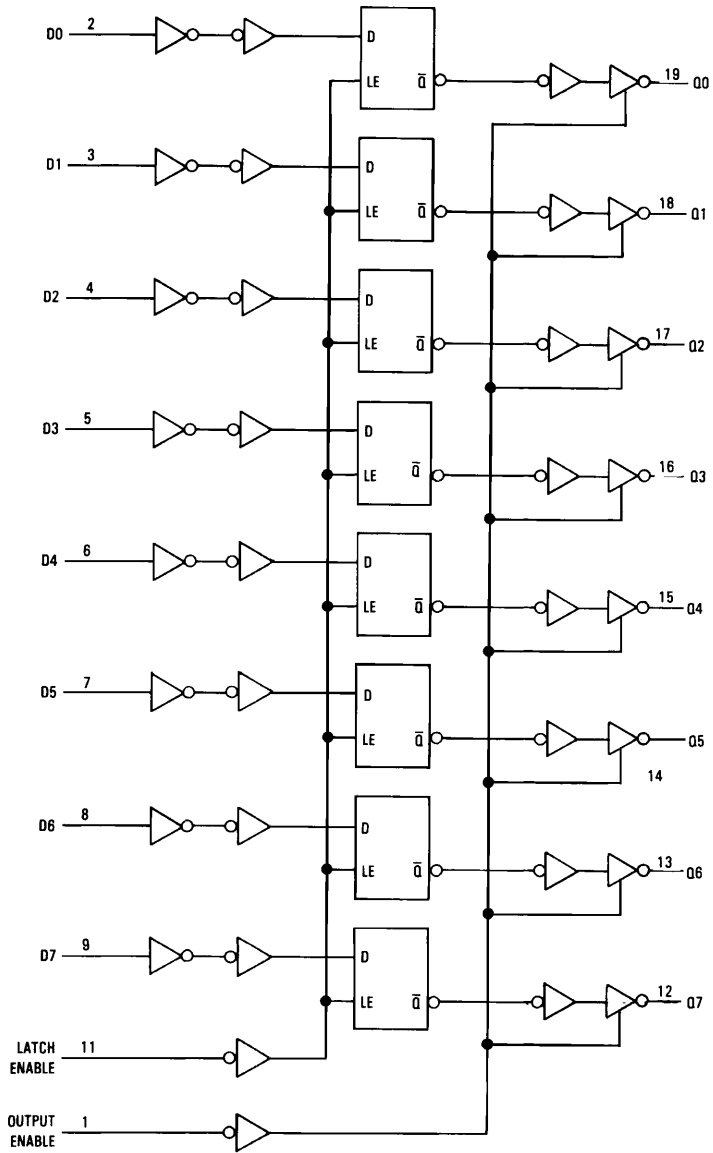 D0 2 D 19 Q0
LE Q̅
D1 3 D
LE Q̅ 18 Q1
D2 4 D
LE Q̅ 17 Q2
D3 5 D
LE Q̅ 16 Q3
D4 6 D
LE Q̅ 15 Q4
D5 7 D
LE Q̅ Q5
14
D6 8 D
LE Q̅ 13 Q6
D7 9 D
LE Q̅ 12 Q7
LATCH 11
ENABLE
OUTPUT 1
ENABLE